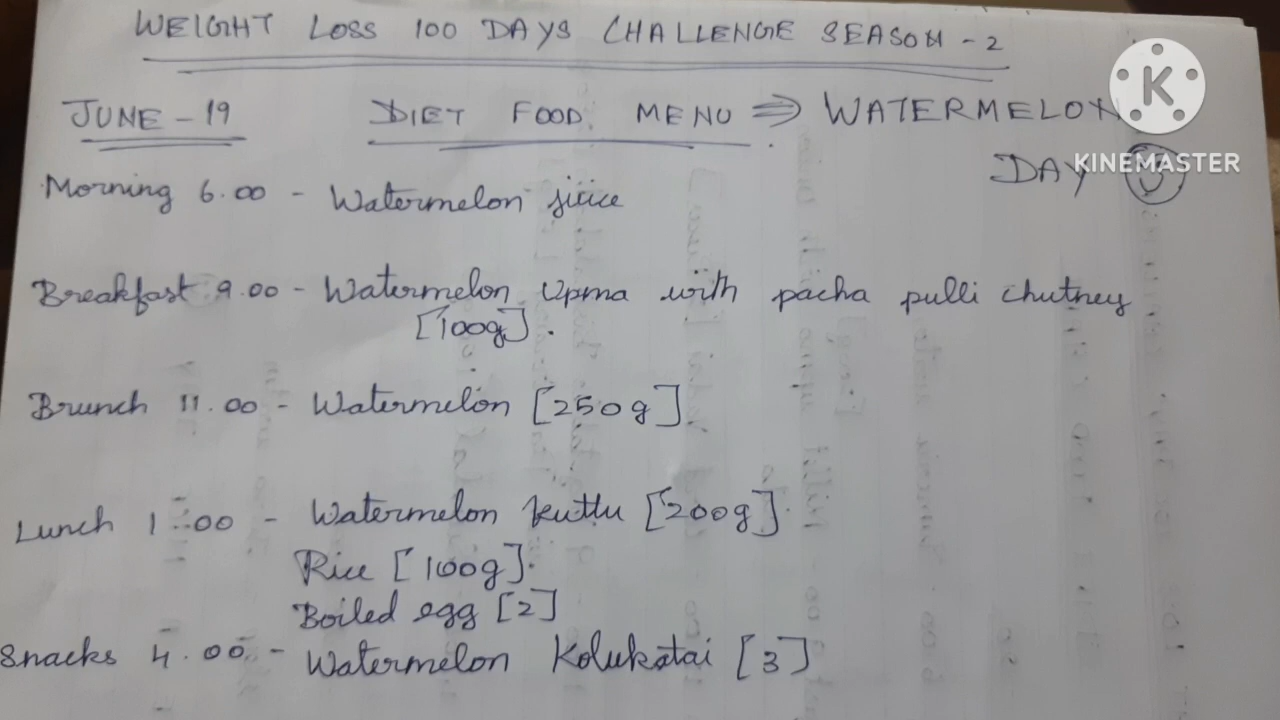 WEIGHT LOSS 100 DAYS CHALLENGE SEASON - 2
JUNE - 19 DIET FOOD MENU ⇒ WATERMELON
DAY
K
KINEMASTER
Morning 6.00 - Watermelon juice
Breakfast 9.00 - Watermelon Upma with pacha pulli chutney
[100g].
Brunch 11.00 - Watermelon [250g]
Lunch 1.00 - Watermelon kuttu [200g].
Rice [100g].
Boiled egg [2]
Snacks 4.00 - Watermelon Kolukatai [3]